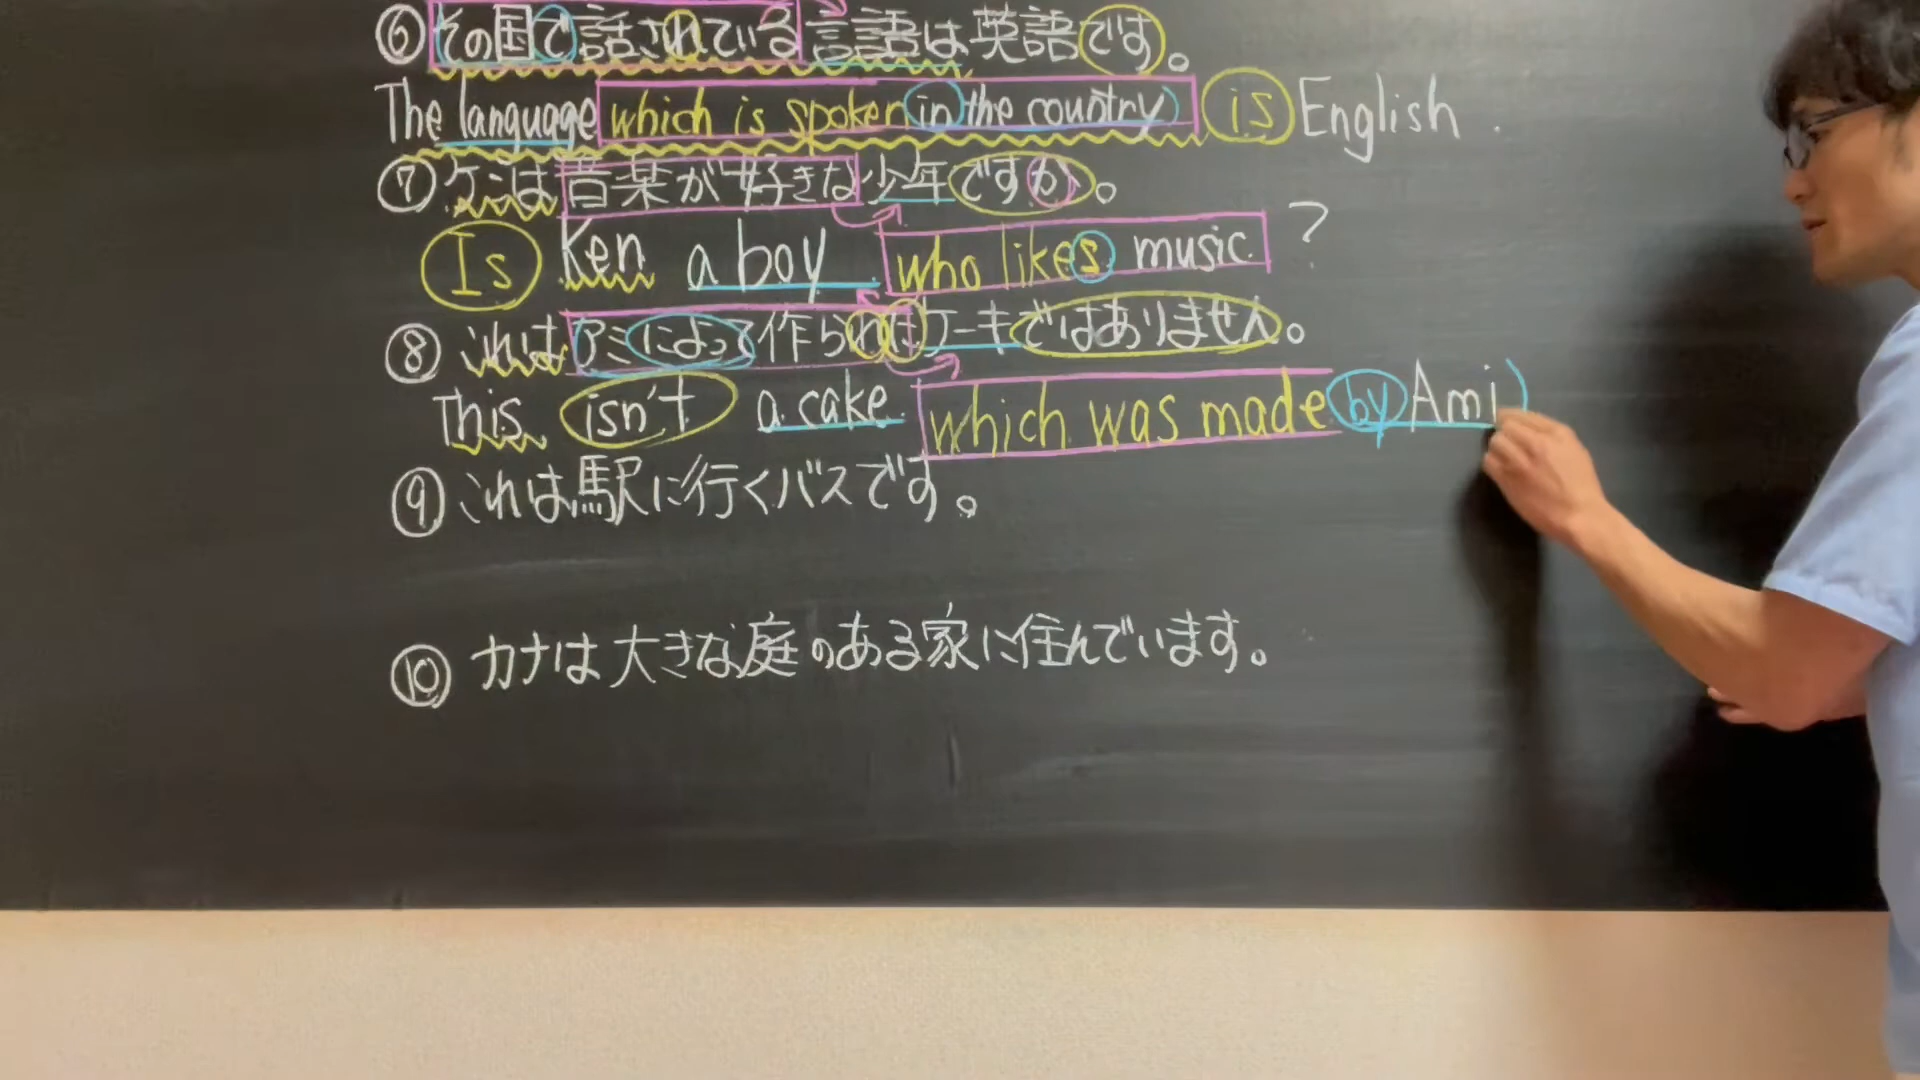 ⑥その国で話されている言語は英語です。
The language which is spoken in the country) is English.
⑦ケンは音楽が好きな少年ですか。
Is Ken a boy who likes music?
⑧これはアミによって作られたケーキではありません。
This isn't a cake which was made by Ami)
⑨これは駅に行くバスです。
⑩カナは大きな庭のある家に住んでいます。